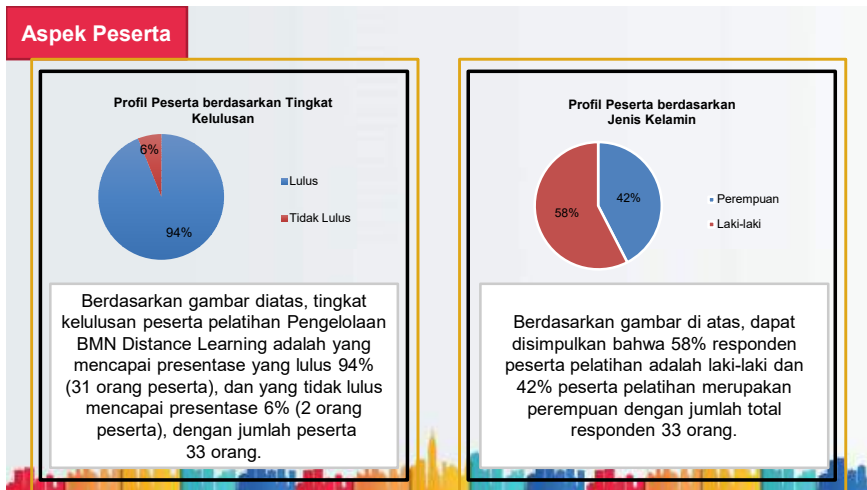 Aspek Peserta
Profil Peserta berdasarkan Tingkat
Kelulusan
6%
94%
Lulus
Tidak Lulus
Berdasarkan gambar diatas, tingkat
kelulusan peserta pelatihan Pengelolaan
BMN Distance Learning adalah yang
mencapai presentase yang lulus 94%
(31 orang peserta), dan yang tidak lulus
mencapai presentase 6% (2 orang
peserta), dengan jumlah peserta
33 orang.
Profil Peserta berdasarkan
Jenis Kelamin
42%
58%
Perempuan
Laki-laki
Berdasarkan gambar di atas, dapat
disimpulkan bahwa 58% responden
peserta pelatihan adalah laki-laki dan
42% peserta pelatihan merupakan
perempuan dengan jumlah total
responden 33 orang.